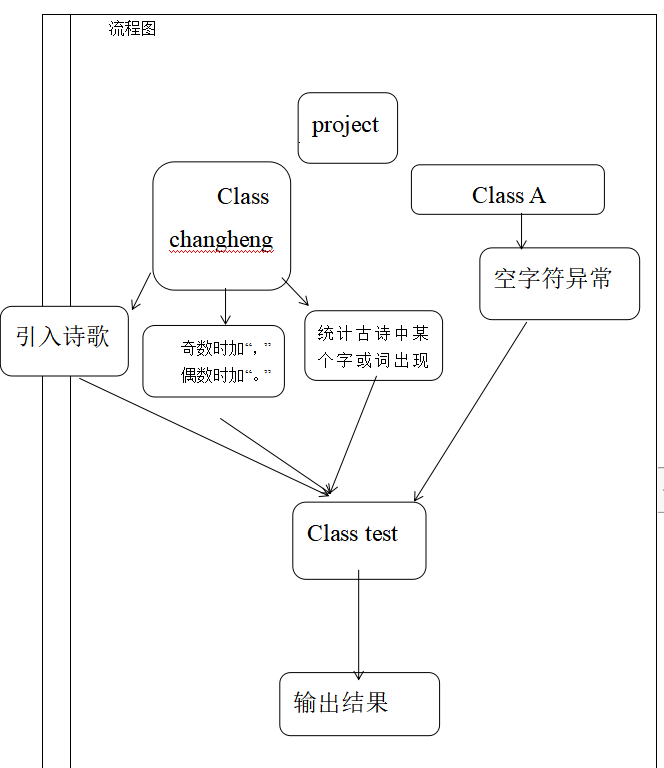 流程图
project
Class
changheng
Class A
空字符异常
引入诗歌
奇数时加“，”
偶数时加“。”
统计古诗中某
个字或词出现
Class test
输出结果